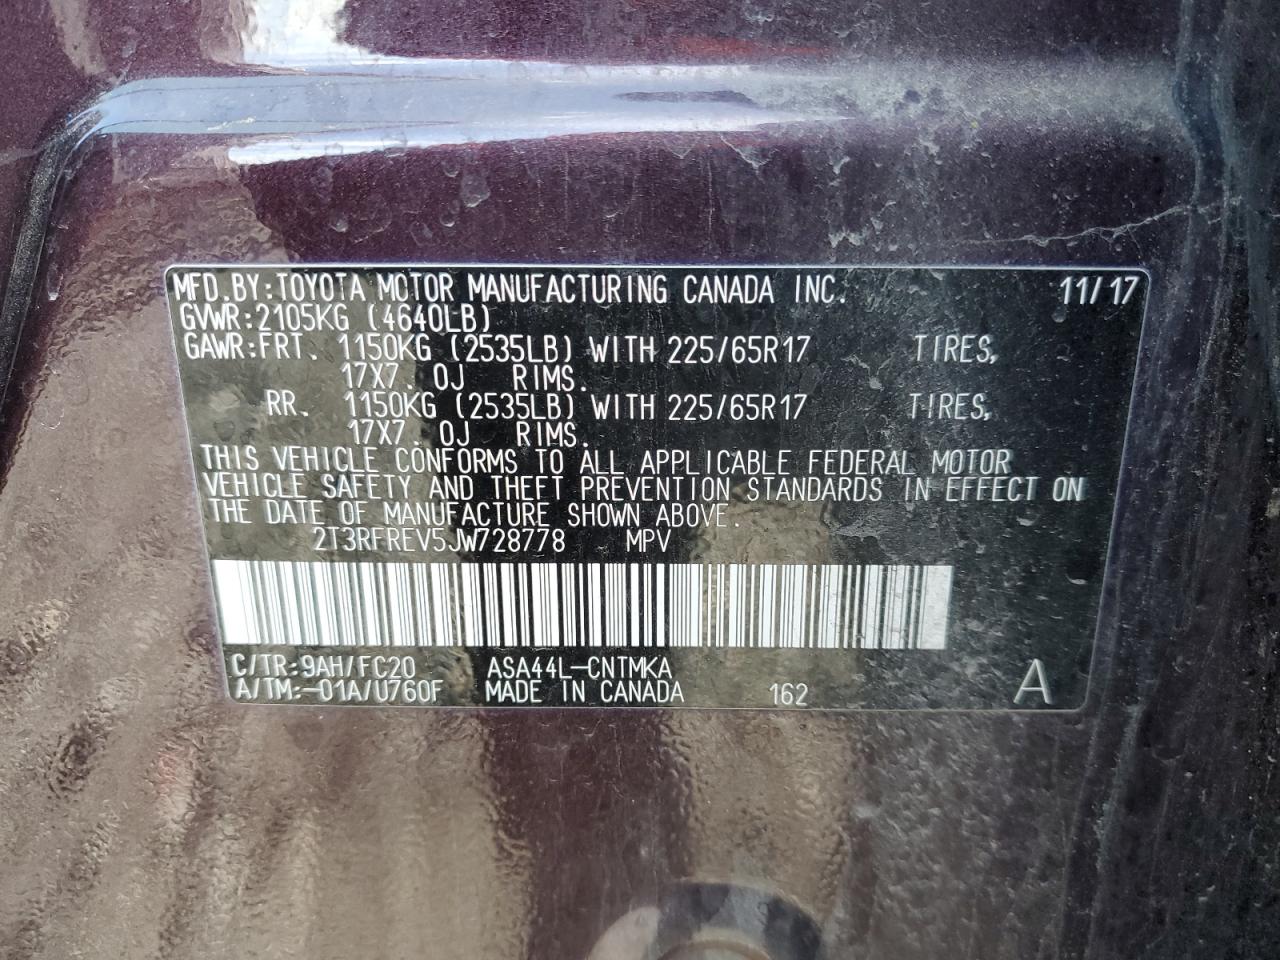 MFD.BY:TOYOTA MOTOR MANUFACTURING CANADA INC. 11/17
GVWR:2105KG (4640LB)
GAWR:FRT. 1150KG (2535LB) WITH 225/65R17 TIRES,
17X7. 0J RIMS.
RR. 1150KG (2535LB) WITH 225/65R17 TIRES,
17X7. 0J RIMS.
THIS VEHICLE CONFORMS TO ALL APPLICABLE FEDERAL MOTOR
VEHICLE SAFETY AND THEFT PREVENTION STANDARDS IN EFFECT ON
THE DATE OF MANUFACTURE SHOWN ABOVE.
2T3RFREV5JW728778 MPV
C/TR:9AH/FC20 ASA44L-CNTMKA
A/TM:-01A/U760F MADE IN CANADA 162 A